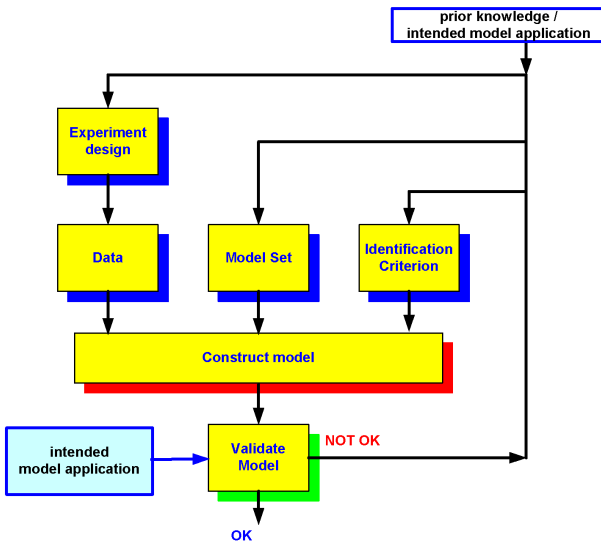 prior knowledge /
intended model application
Experiment
design
Data
Model Set
Identification
Criterion
Construct model
intended
model application
Validate
Model
NOT OK
OK